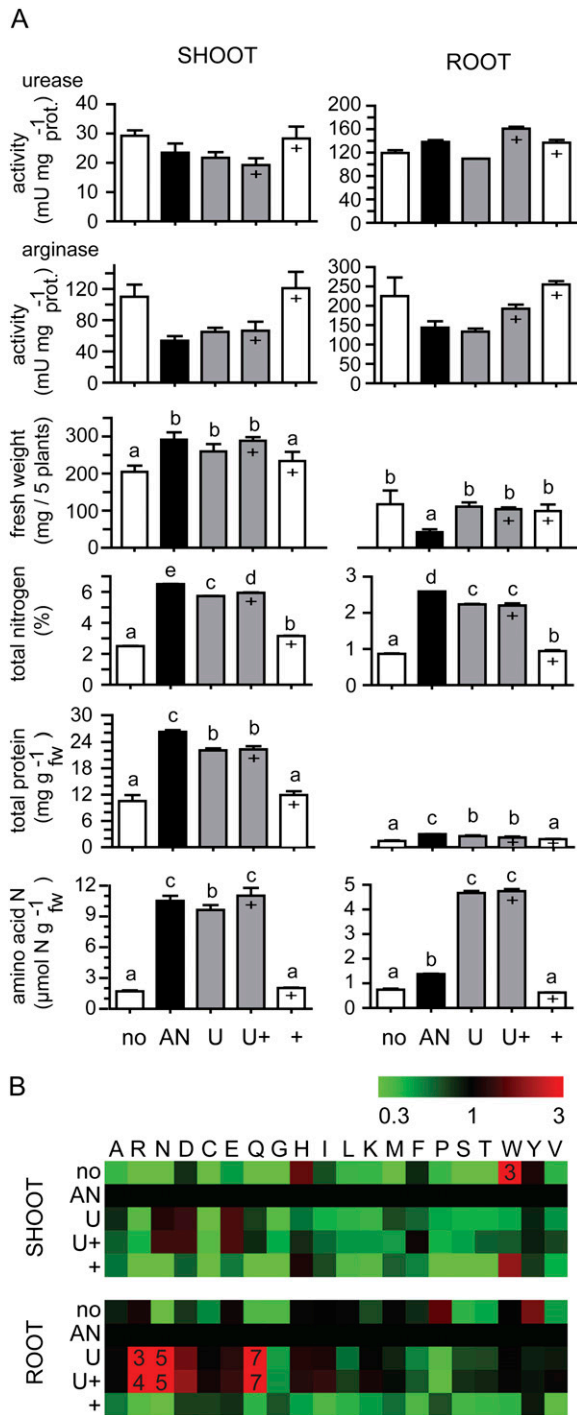 A
SHOOT ROOT
urease
activity (mU mg-1 prot.)
40
30
20
10
0
+ +
200
160
120
80
40
0
+ +
arginase
activity (mU mg-1 prot.)
120
80
40
0
+ +
300
250
200
150
100
50
0
+ +
fresh weight (mg / 5 plants)
300
200
100
0
a b b b a
+ +
b a b b b
+ +
total nitrogen (%)
6
4
2
0
a e c d b
+ +
3
2
1
0
a d c c b
+ +
total protein (mg g-1 fw)
24
18
12
6
0
a c b b a
+ +
a c b b a
+ +
amino acid N (µmol N g-1 fw)
12
9
6
3
0
a c b c a
+ +
5
4
3
2
1
0
a b c c a
+ +
no AN U U+ + no AN U U+ +
B
0.3 1 3
A R N D C E Q G H I L K M F P S T W Y V
SHOOT
no 3
AN
U
U+
+
ROOT
no
AN
U 3 5 7
U+ 4 5 7
+